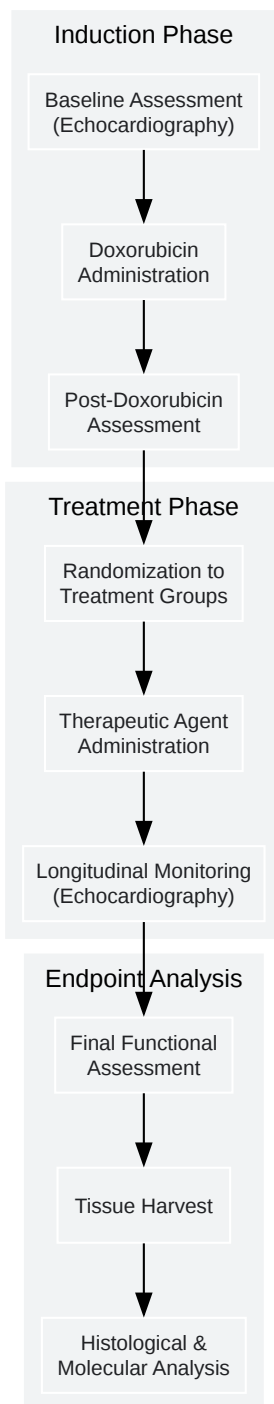 Induction Phase
Baseline Assessment
(Echocardiography)
Doxorubicin
Administration
Post-Doxorubicin
Assessment
Treatment Phase
Randomization to
Treatment Groups
Therapeutic Agent
Administration
Longitudinal Monitoring
(Echocardiography)
Endpoint Analysis
Final Functional
Assessment
Tissue Harvest
Histological &
Molecular Analysis